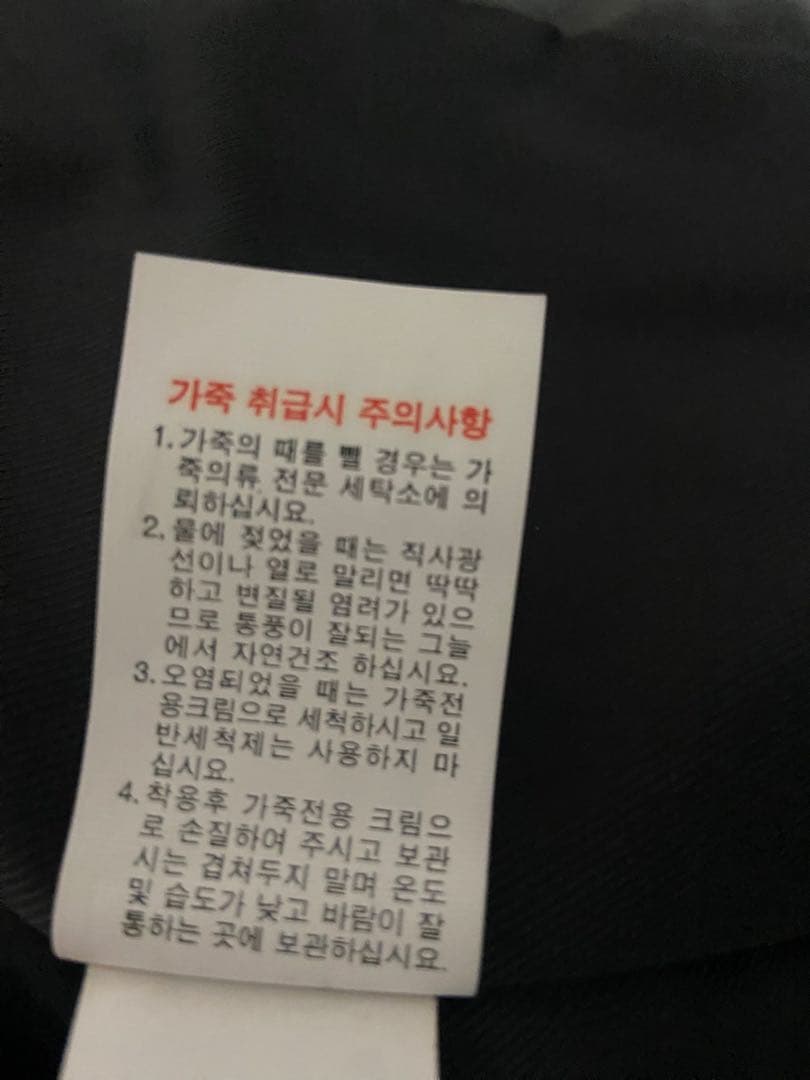 가죽 취급시 주의사항
1. 가죽의 때를 뺄 경우는 가
죽의류 전문 세탁소에 의
뢰하십시요.
2. 물에 젖었을 때는 직사광
선이나 열로 말리면 딱딱
하고 변질될 염려가 있으
므로 통풍이 잘되는 그늘
에서 자연건조 하십시요.
3. 오염되었을 때는 가죽전
용크림으로 세척하시고 일
반세척제는 사용하지 마
십시요.
4. 착용후 가죽전용 크림으
로 손질하여 주시고 보관
시는 겹쳐두지 말며 온도
및 습도가 낮고 바람이 잘
통하는 곳에 보관하십시요.